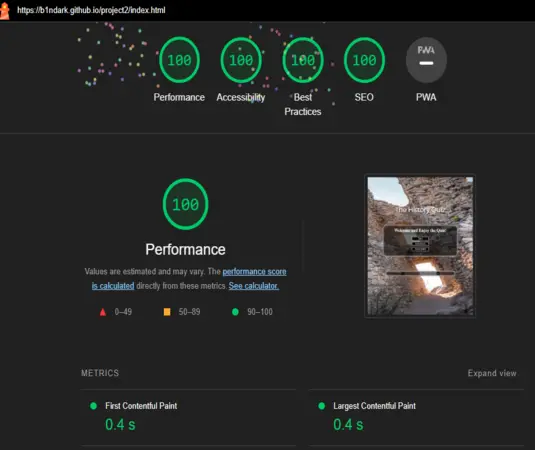 https://b1ndark.github.io/project2/index.html
100 100 100 100 PWA
Performance Accessibility Best Practices SEO PWA
100
Performance
Values are estimated and may vary. The performance score
is calculated directly from these metrics. See calculator.
0–49 50–89 90–100
The History Quiz
Welcome and Enjoy the Quiz!
METRICS Expand view
First Contentful Paint Largest Contentful Paint
0.4 s 0.4 s